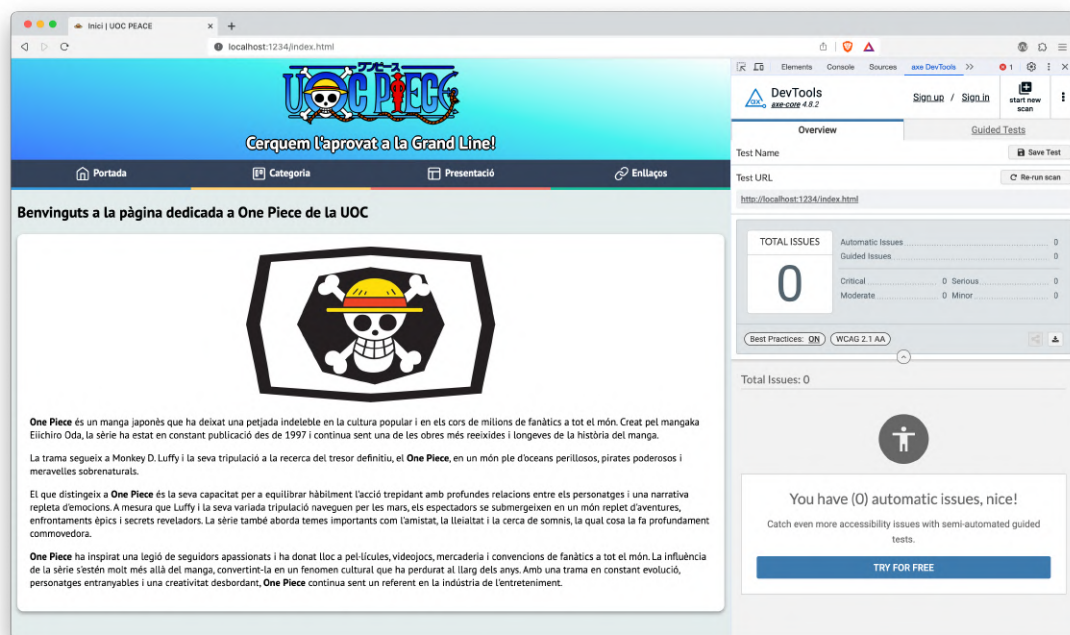 Inici | UOC PEACE
localhost:1234/index.html
ワンピース
UOC PIECE
Cerquem l'aprovat a la Grand Line!
Portada
Categoria
Presentació
Enllaços
Benvinguts a la pàgina dedicada a One Piece de la UOC
One Piece és un manga japonès que ha deixat una petjada indeleble en la cultura popular i en els cors de milions de fanàtics a tot el món. Creat pel mangaka
Eiichiro Oda, la sèrie ha estat en constant publicació des de 1997 i continua sent una de les obres més reeixides i longeves de la història del manga.
La trama segueix a Monkey D. Luffy i la seva tripulació a la recerca del tresor definitiu, el One Piece, en un món ple d'oceans perillosos, pirates poderosos i
meravelles sobrenaturals.
El que distingeix a One Piece és la seva capacitat per a equilibrar hàbilment l'acció trepidant amb profundes relacions entre els personatges i una narrativa
repleta d'emocions. A mesura que Luffy i la seva variada tripulació naveguen per les mars, els espectadors se submergeixen en un món replet d'aventures,
enfrontaments èpics i secrets reveladors. La sèrie també aborda temes importants com l'amistat, la lleialtat i la cerca de somnis, la qual cosa la fa profundament
commovedora.
One Piece ha inspirat una legió de seguidors apassionats i ha donat lloc a pel·lícules, videojocs, mercaderia i convencions de fanàtics a tot el món. La influència
de la sèrie s'estén molt més allà del manga, convertint-la en un fenomen cultural que ha perdurat al llarg dels anys. Amb una trama en constant evolució,
personatges entranyables i una creativitat desbordant, One Piece continua sent un referent en la indústria de l'entreteniment.
Elements
Console
Sources
axe DevTools
1
DevTools
axe-core 4.8.2
Sign up / Sign in
start new
scan
Overview
Guided Tests
Test Name
Save Test
Test URL
Re-run scan
http://localhost:1234/index.html
TOTAL ISSUES
0
Automatic Issues 0
Guided Issues 0
Critical 0 Serious 0
Moderate 0 Minor 0
Best Practices: ON
WCAG 2.1 AA
Total Issues: 0
You have (0) automatic issues, nice!
Catch even more accessibility issues with semi-automated guided
tests.
TRY FOR FREE